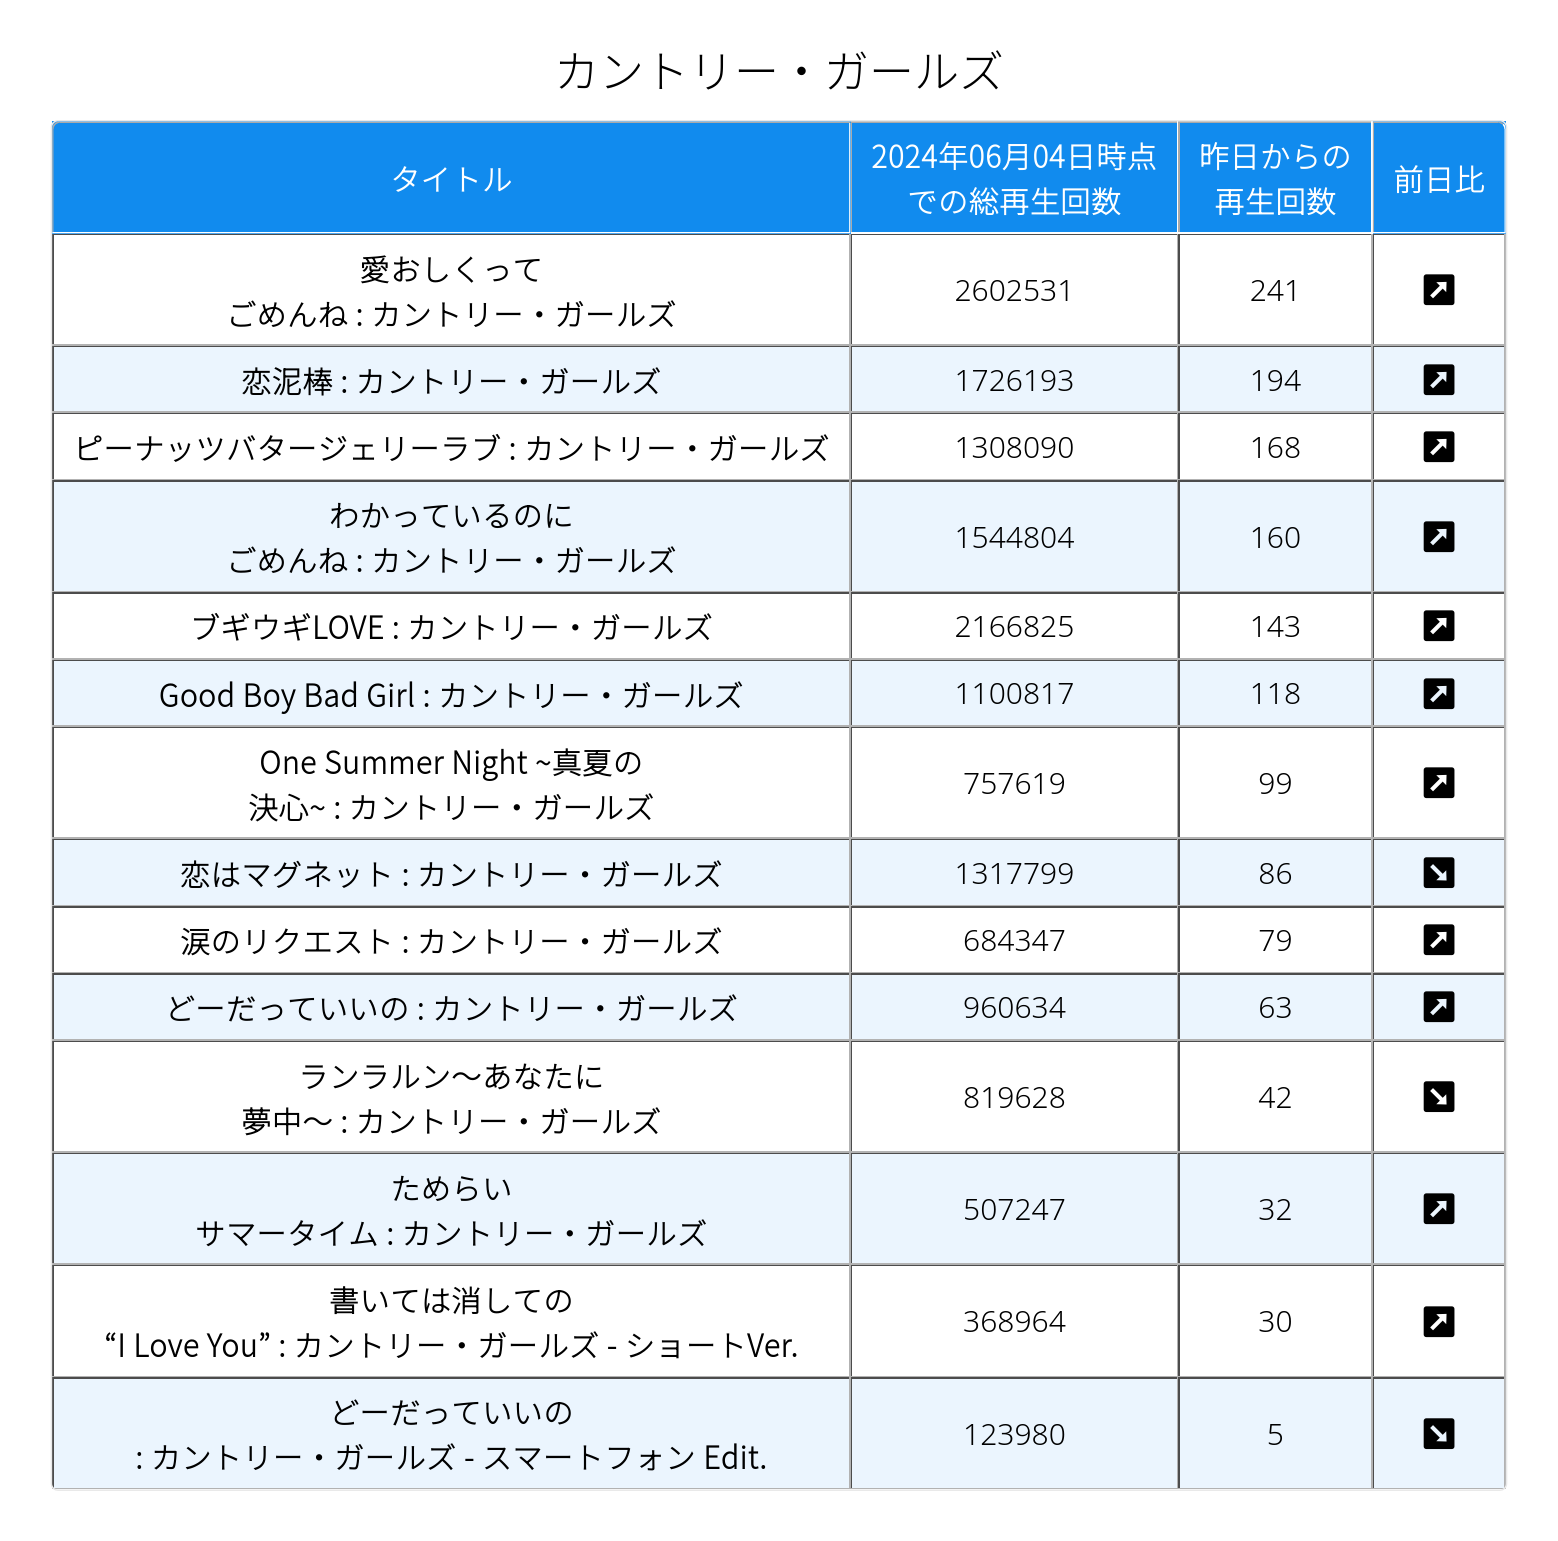 カントリー・ガールズ
タイトル
2024年06月04日時点
での総再生回数
昨日からの
再生回数
前日比
愛おしくって
ごめんね : カントリー・ガールズ
2602531
241
恋泥棒 : カントリー・ガールズ
1726193
194
ピーナッツバタージェリーラブ : カントリー・ガールズ
1308090
168
わかっているのに
ごめんね : カントリー・ガールズ
1544804
160
ブギウギLOVE : カントリー・ガールズ
2166825
143
Good Boy Bad Girl : カントリー・ガールズ
1100817
118
One Summer Night ~真夏の
決心~ : カントリー・ガールズ
757619
99
恋はマグネット : カントリー・ガールズ
1317799
86
涙のリクエスト : カントリー・ガールズ
684347
79
どーだっていいの : カントリー・ガールズ
960634
63
ランラルン〜あなたに
夢中〜 : カントリー・ガールズ
819628
42
ためらい
サマータイム : カントリー・ガールズ
507247
32
書いては消しての
“I Love You” : カントリー・ガールズ - ショートVer.
368964
30
どーだっていいの
: カントリー・ガールズ - スマートフォン Edit.
123980
5